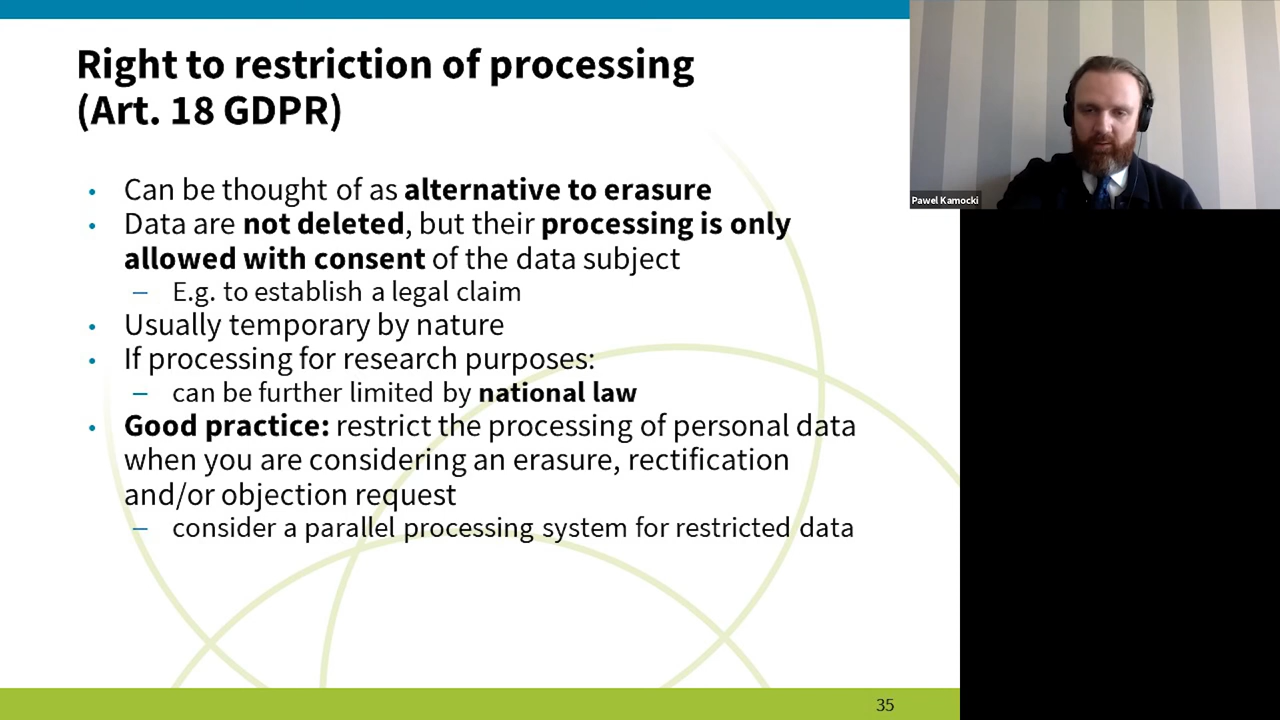 Right to restriction of processing
(Art. 18 GDPR)
• Can be thought of as alternative to erasure
• Data are not deleted, but their processing is only
allowed with consent of the data subject
– E.g. to establish a legal claim
• Usually temporary by nature
• If processing for research purposes:
– can be further limited by national law
• Good practice: restrict the processing of personal data
when you are considering an erasure, rectification
and/or objection request
– consider a parallel processing system for restricted data
35
Pawel Kamocki